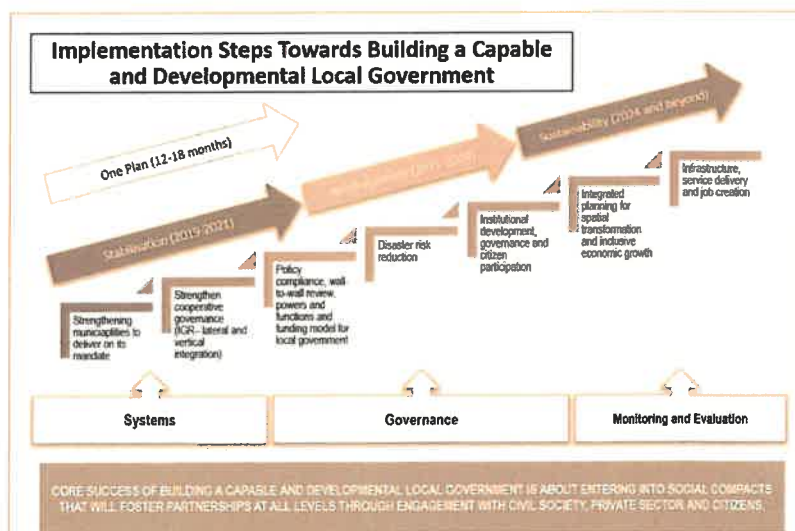 Implementation Steps Towards Building a Capable
and Developmental Local Government
One Plan (12-18 months)
Stabilisation (2019-2021)
Sustainability (2024 and beyond)
Strengthening
municiaplities to
deliver on its
mandate
Strengthen
cooperative
governance
(IGR– lateral and
vertical
integration)
Policy
compliance, wall-
to-wall review,
powers and
functions and
funding model for
local government
Disaster risk
reduction
Institutional
development,
governance and
citizen
participation
Integrated
planning for
spatial
transformation
and inclusive
economic growth
Infrastructure,
service delivery
and job creation
Systems
Governance
Monitoring and Evaluation
CORE SUCCESS OF BUILDING A CAPABLE AND DEVELOPMENTAL LOCAL GOVERNMENT IS ABOUT ENTERING INTO SOCIAL COMPACTS
THAT WILL FOSTER PARTNERSHIPS AT ALL LEVELS THROUGH ENGAGEMENT WITH CIVIL SOCIETY, PRIVATE SECTOR AND CITIZENS.